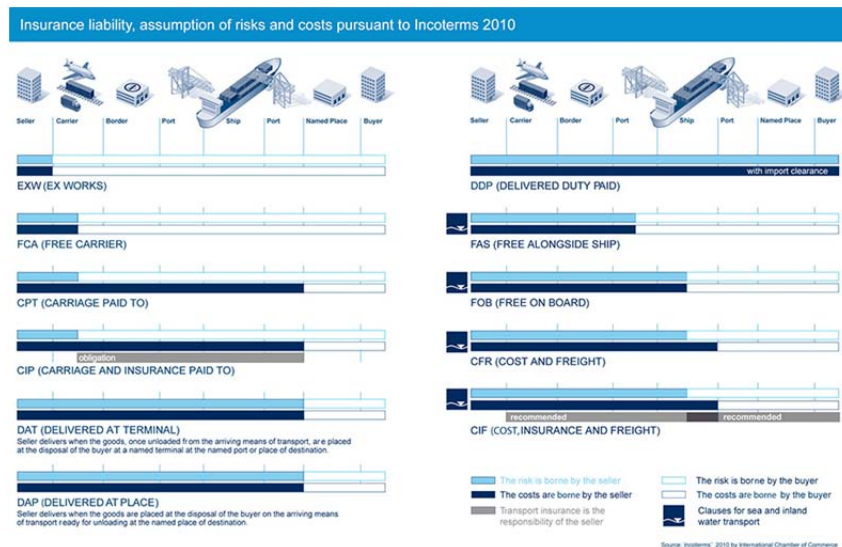 Insurance liability, assumption of risks and costs pursuant to Incoterms 2010
Seller Carrier Border Port Ship Port Named Place Buyer
EXW (EX WORKS)
FCA (FREE CARRIER)
CPT (CARRIAGE PAID TO)
obligation
CIP (CARRIAGE AND INSURANCE PAID TO)
DAT (DELIVERED AT TERMINAL)
Seller delivers when the goods, once unloaded from the arriving means of transport, are placed
at the disposal of the buyer at a named terminal at the named port or place of destination.
DAP (DELIVERED AT PLACE)
Seller delivers when the goods are placed at the disposal of the buyer on the arriving means
of transport ready for unloading at the named place of destination.
Seller Carrier Border Port Ship Port Named Place Buyer
with import clearance
DDP (DELIVERED DUTY PAID)
FAS (FREE ALONGSIDE SHIP)
FOB (FREE ON BOARD)
CFR (COST AND FREIGHT)
recommended recommended
CIF (COST, INSURANCE AND FREIGHT)
The risk is borne by the seller
The costs are borne by the seller
Transport insurance is the
responsibility of the seller
The risk is borne by the buyer
The costs are borne by the buyer
Clauses for sea and inland
water transport
Source: Incoterms® 2010 by International Chamber of Commerce